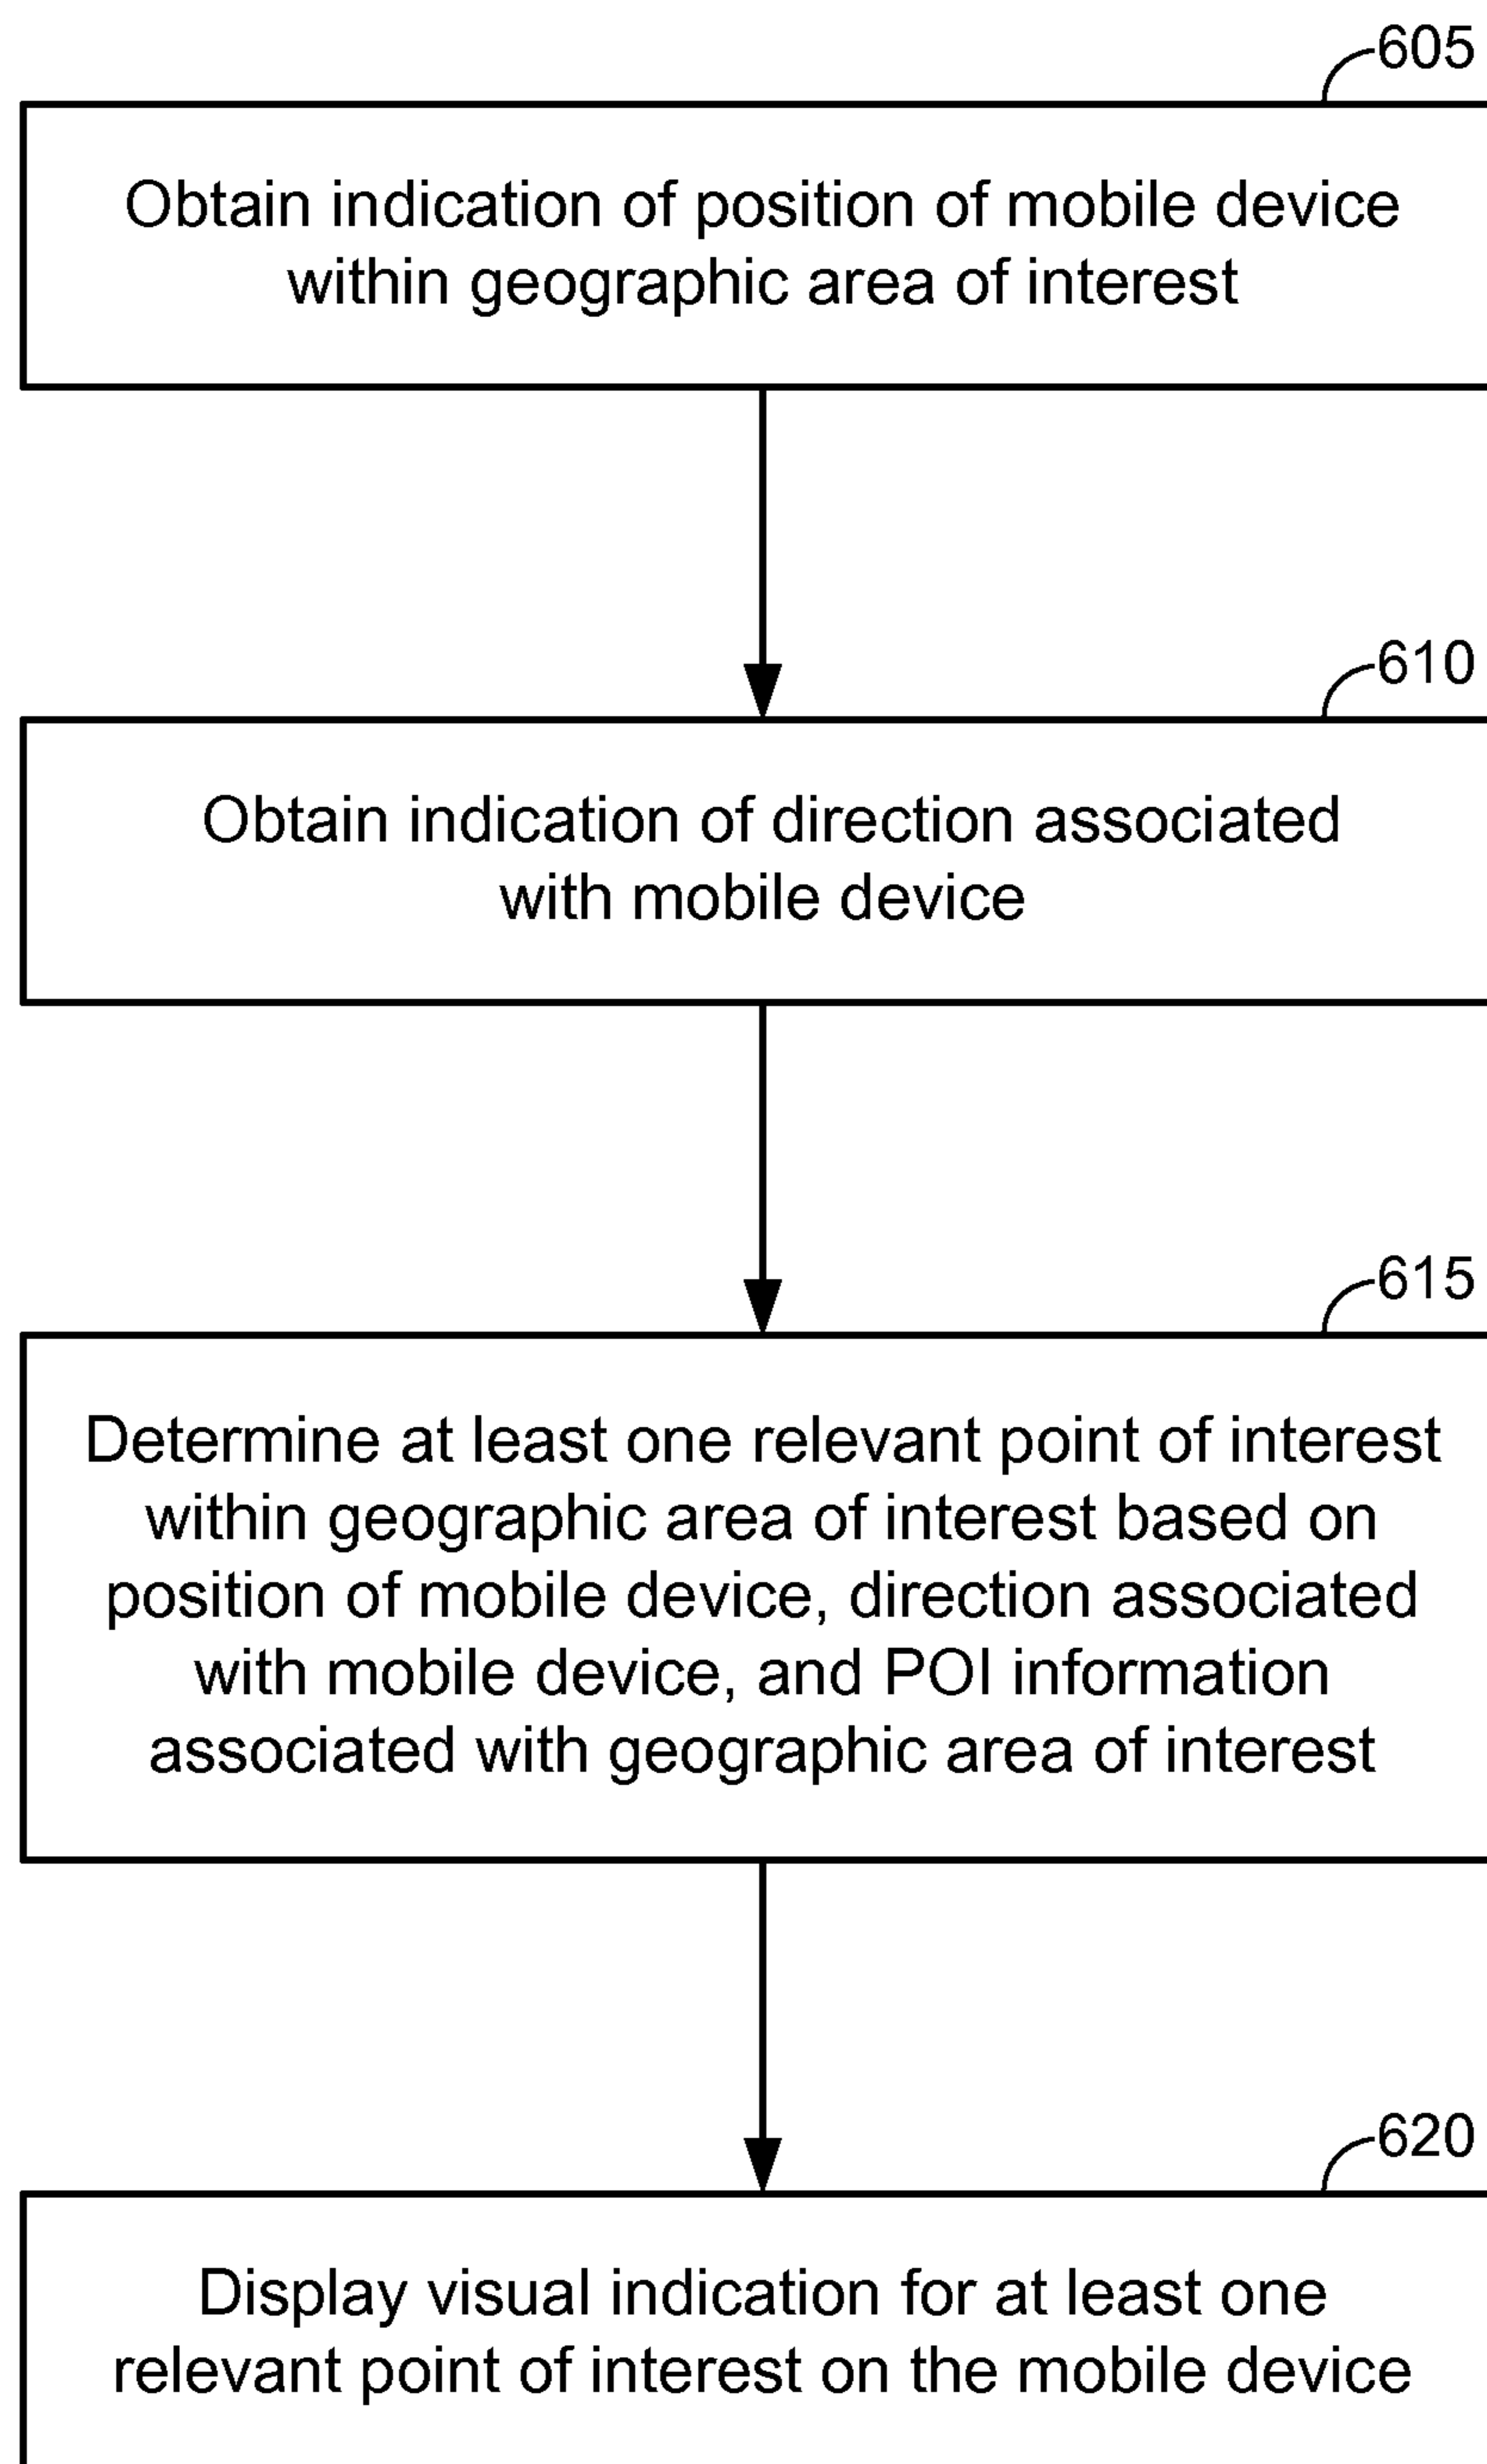 605
Obtain indication of position of mobile device
within geographic area of interest
610
Obtain indication of direction associated
with mobile device
615
Determine at least one relevant point of interest
within geographic area of interest based on
position of mobile device, direction associated
with mobile device, and POI information
associated with geographic area of interest
620
Display visual indication for at least one
relevant point of interest on the mobile device